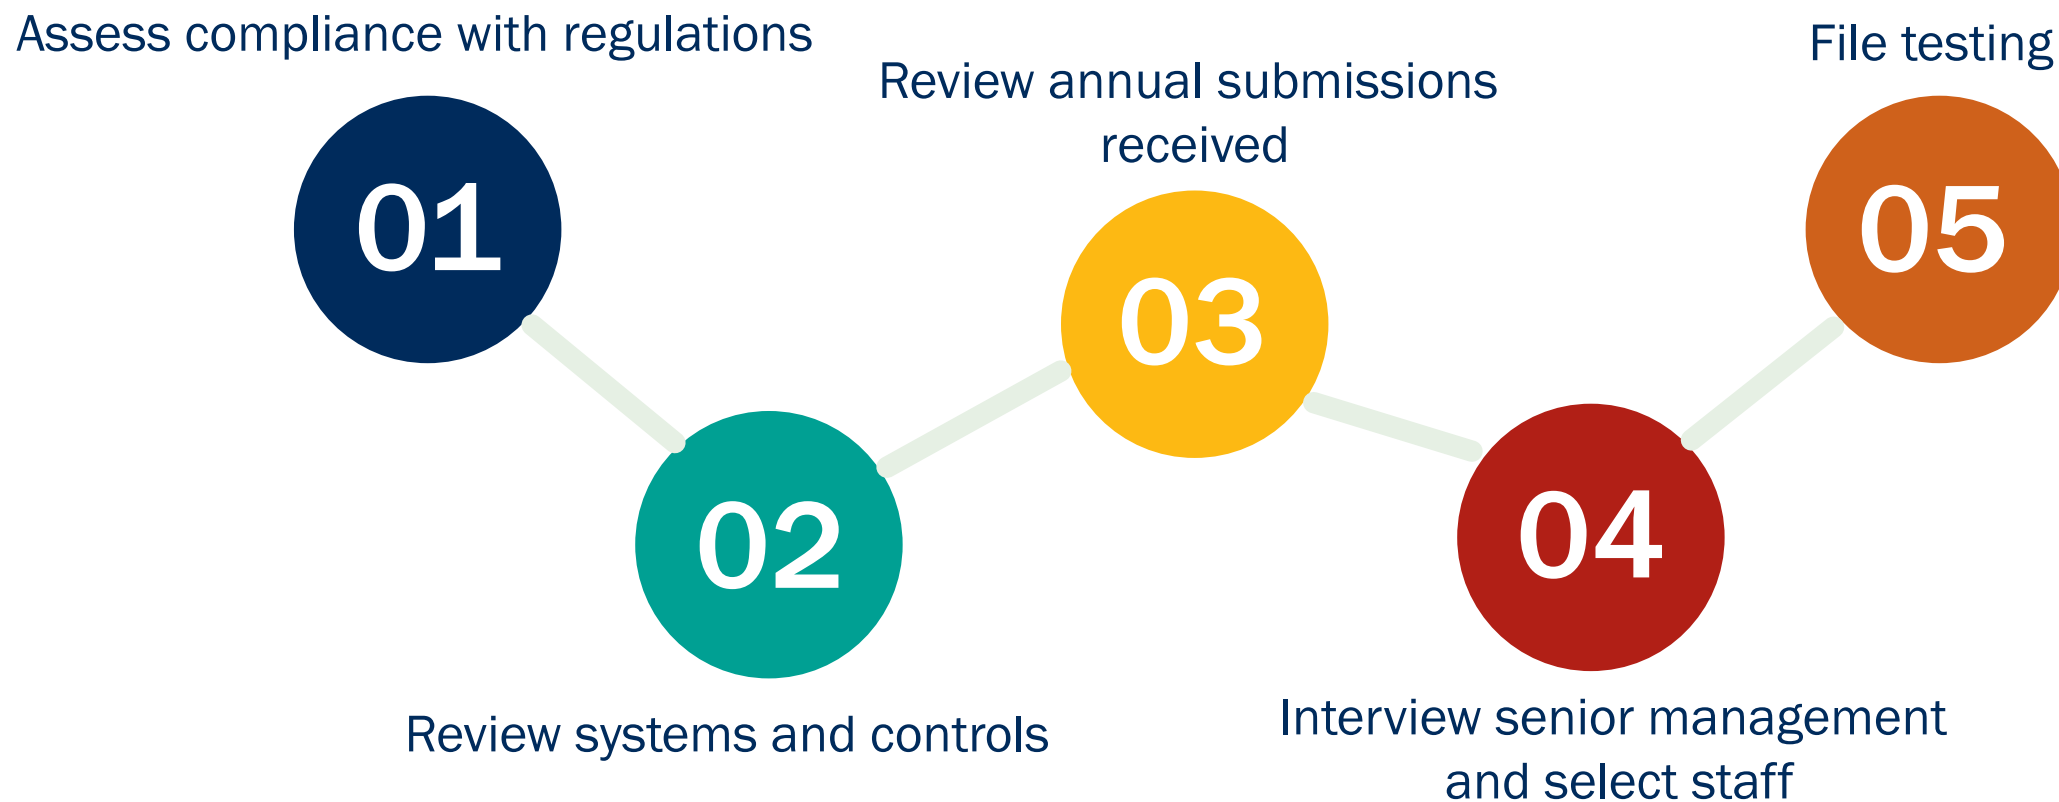 Assess compliance with regulations
01
Review systems and controls
02
Review annual submissions
received
03
Interview senior management
and select staff
04
File testing
05